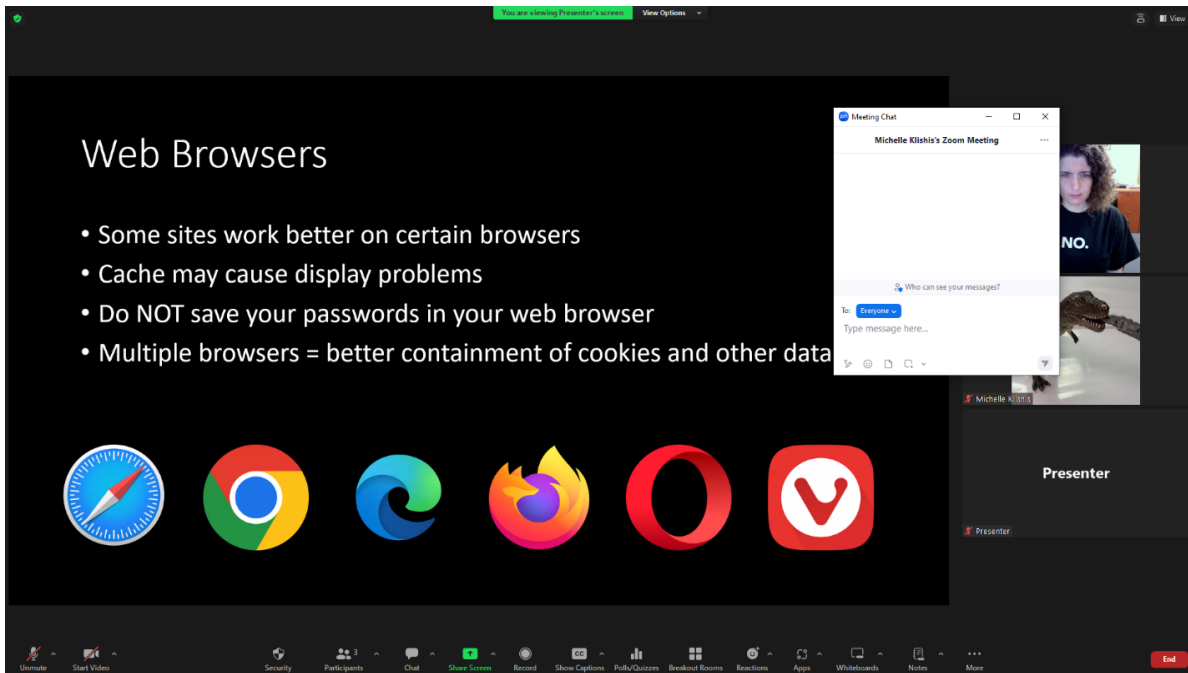 You are viewing Presenter's screen
View Options
View
Web Browsers
• Some sites work better on certain browsers
• Cache may cause display problems
• Do NOT save your passwords in your web browser
• Multiple browsers = better containment of cookies and other data
Meeting Chat
Michelle Klishis's Zoom Meeting
Who can see your messages?
To: Everyone
Type message here...
NO.
Michelle Klishis
Presenter
Presenter
Unmute
Start Video
Security
Participants 3
Chat
Share Screen
Record
CC
Show Captions
Polls/Quizzes
Breakout Rooms
Reactions
Apps
Whiteboards
Notes
More
End